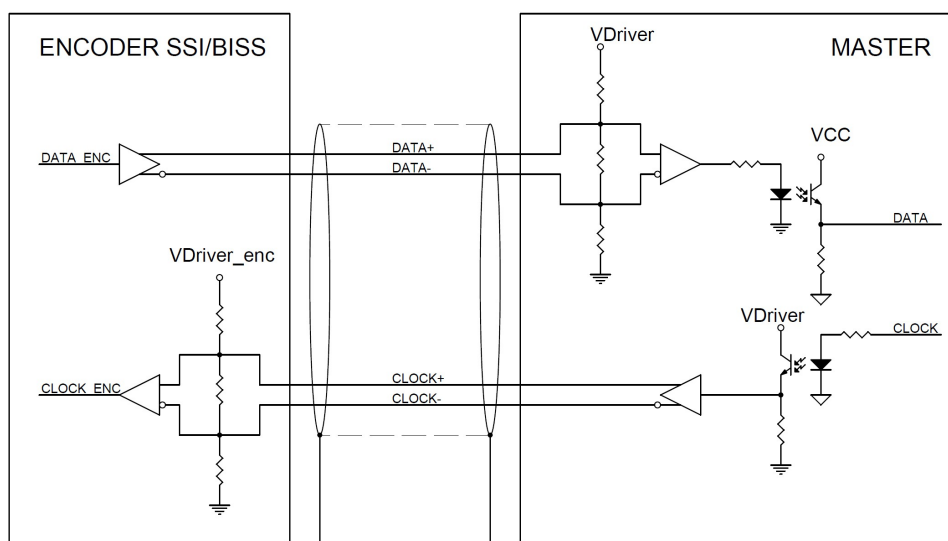 ENCODER SSI/BISS
VDriver
MASTER
VCC
DATA_ENC
DATA+
DATA-
DATA
VDriver_enc
VDriver
CLOCK
CLOCK_ENC
CLOCK+
CLOCK-